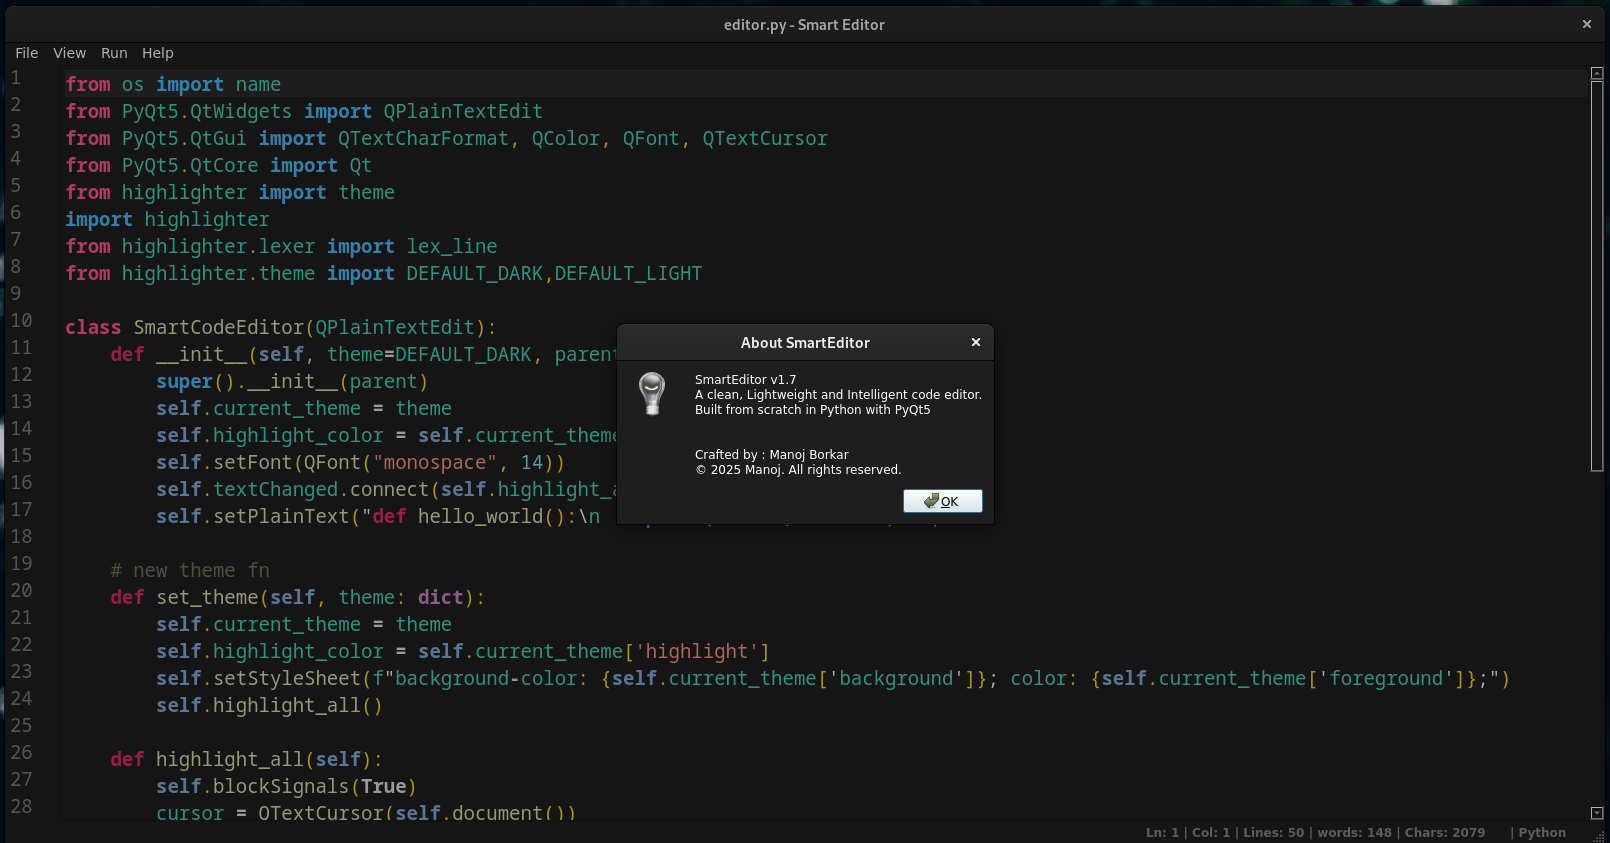 editor.py - Smart Editor
File View Run Help
1 from os import name
2 from PyQt5.QtWidgets import QPlainTextEdit
3 from PyQt5.QtGui import QTextCharFormat, QColor, QFont, QTextCursor
4 from PyQt5.QtCore import Qt
5 from highlighter import theme
6 import highlighter
7 from highlighter.lexer import lex_line
8 from highlighter.theme import DEFAULT_DARK,DEFAULT_LIGHT
9
10 class SmartCodeEditor(QPlainTextEdit):
11     def __init__(self, theme=DEFAULT_DARK, parent
12         super().__init__(parent)
13         self.current_theme = theme
14         self.highlight_color = self.current_theme
15         self.setFont(QFont("monospace", 14))
16         self.textChanged.connect(self.highlight_a
17         self.setPlainText("def hello_world():\n
18
19     # new theme fn
20     def set_theme(self, theme: dict):
21         self.current_theme = theme
22         self.highlight_color = self.current_theme['highlight']
23         self.setStyleSheet(f"background-color: {self.current_theme['background']}; color: {self.current_theme['foreground']};")
24         self.highlight_all()
25
26     def highlight_all(self):
27         self.blockSignals(True)
28         cursor = QTextCursor(self.document())
About SmartEditor
SmartEditor v1.7
A clean, Lightweight and Intelligent code editor.
Built from scratch in Python with PyQt5
Crafted by : Manoj Borkar
© 2025 Manoj. All rights reserved.
OK
Ln: 1 | Col: 1 | Lines: 50 | words: 148 | Chars: 2079 | Python